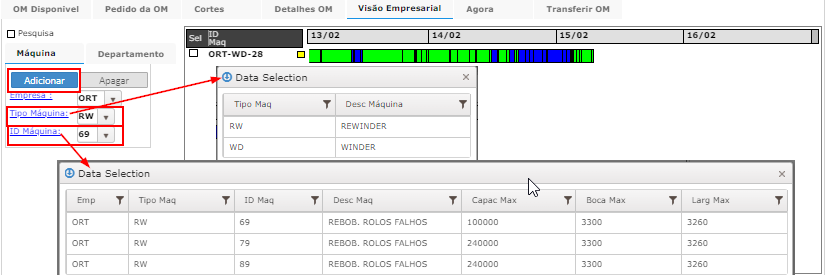 OM Disponivel Pedido da OM Cortes Detalhes OM Visão Empresarial Agora Transferir OM
Pesquisa
Máquina Departamento
Adicionar Apagar
Empresa : ORT
Tipo Máquina: RW
ID Máquina: 69
Sel ID Maq 13/02 14/02 15/02 16/02
ORT-WD-28
Data Selection
Tipo Maq Desc Máquina
RW REWINDER
WD WINDER
Data Selection
Emp Tipo Maq ID Maq Desc Maq Capac Max Boca Max Larg Max
ORT RW 69 REBOB. ROLOS FALHOS 100000 3300 3260
ORT RW 79 REBOB. ROLOS FALHOS 240000 3300 3260
ORT RW 89 REBOB. ROLOS FALHOS 240000 3300 3260